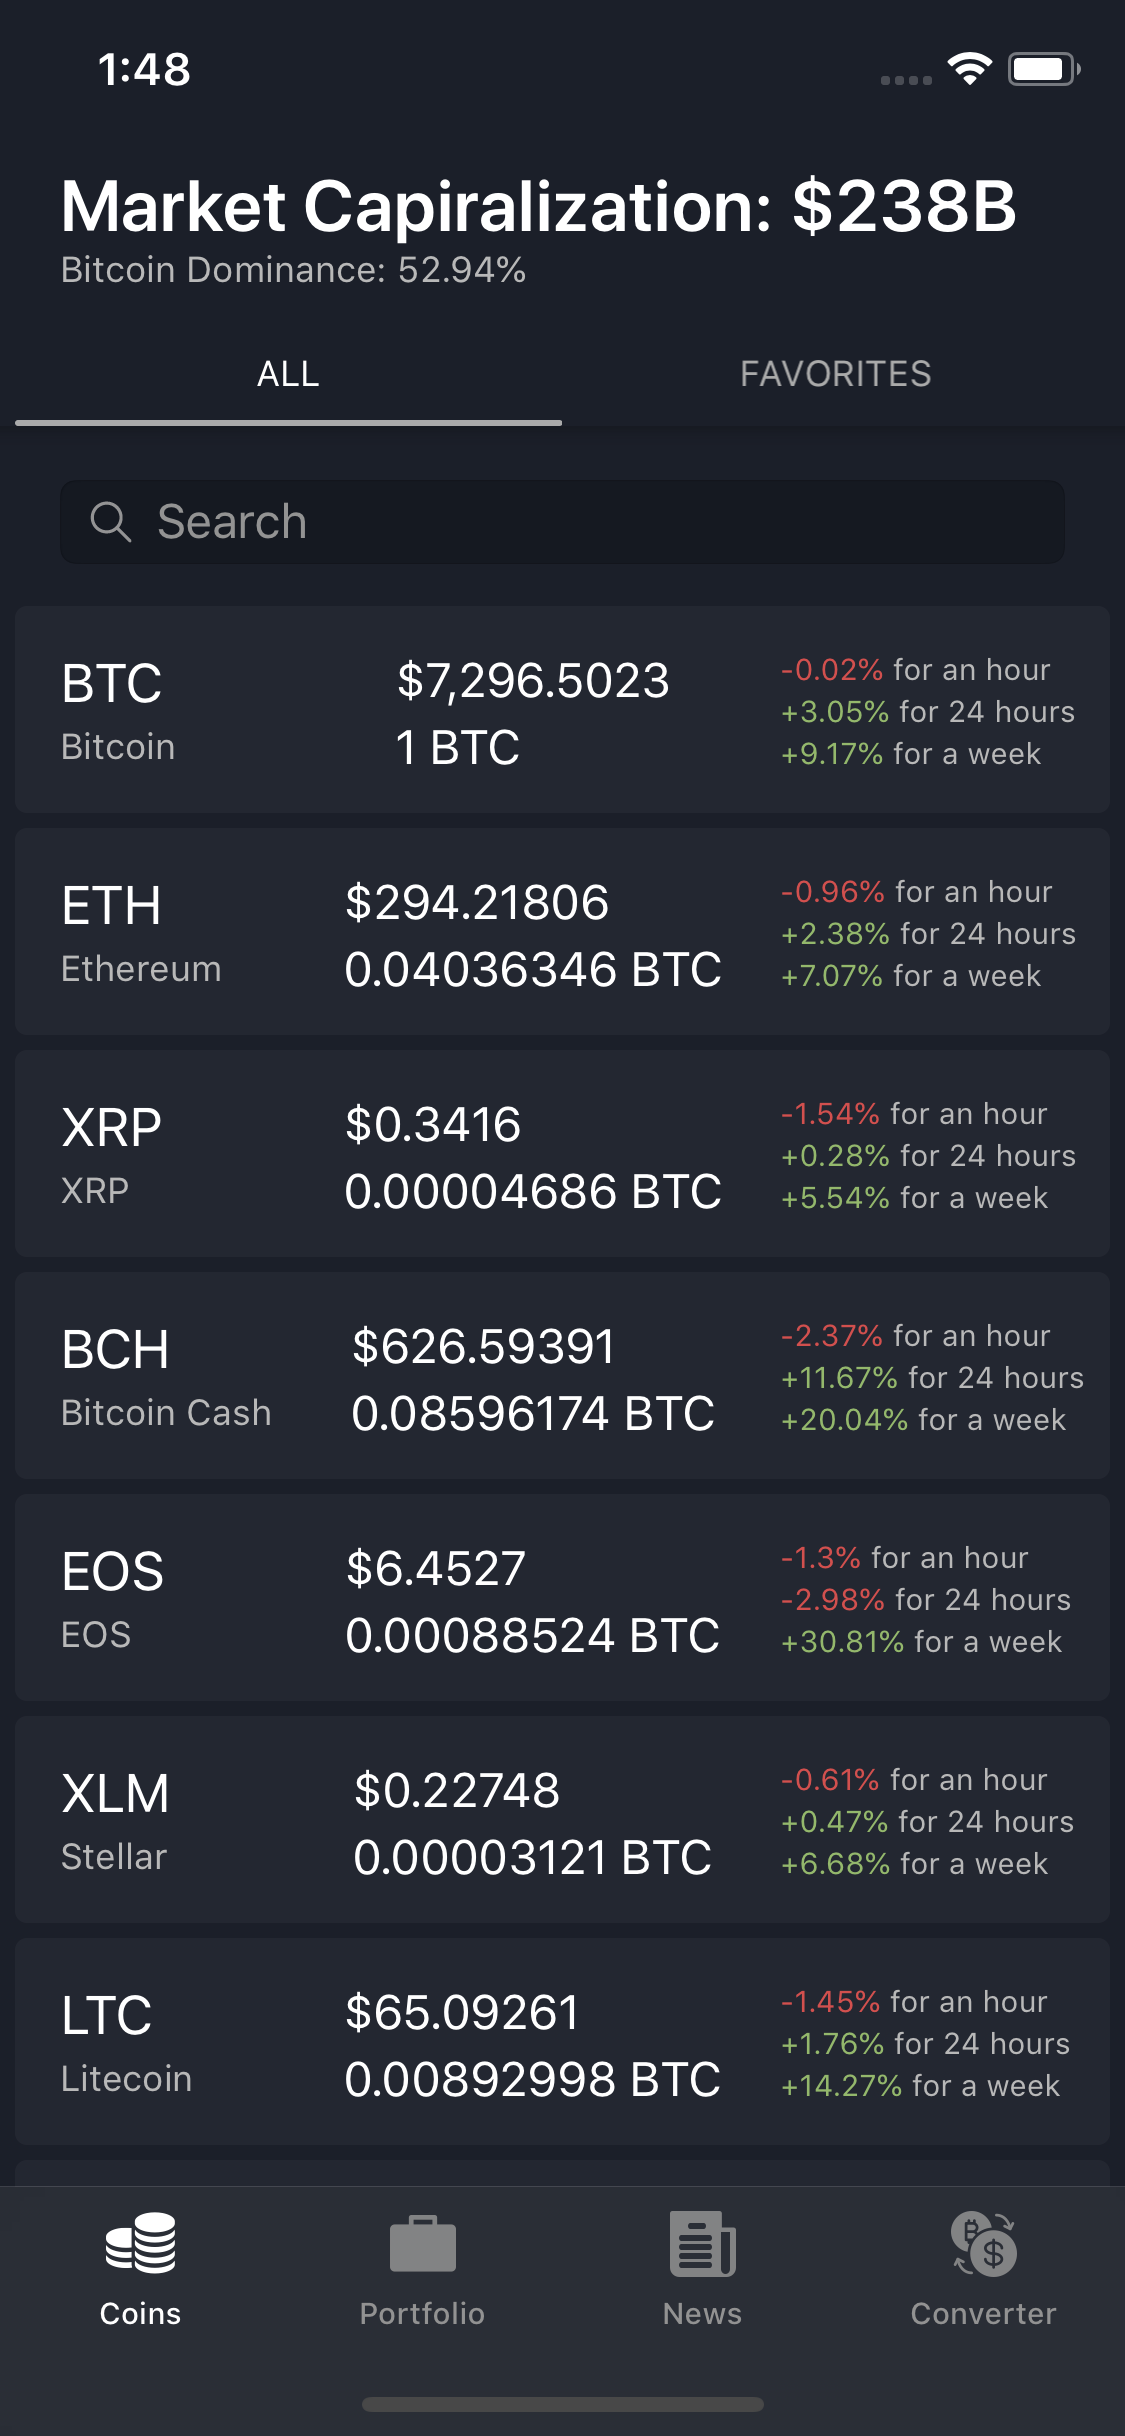 1:48
Market Capiralization: $238B
Bitcoin Dominance: 52.94%
ALL
FAVORITES
Search
BTC
Bitcoin
$7,296.5023
1 BTC
-0.02% for an hour
+3.05% for 24 hours
+9.17% for a week
ETH
Ethereum
$294.21806
0.04036346 BTC
-0.96% for an hour
+2.38% for 24 hours
+7.07% for a week
XRP
XRP
$0.3416
0.00004686 BTC
-1.54% for an hour
+0.28% for 24 hours
+5.54% for a week
BCH
Bitcoin Cash
$626.59391
0.08596174 BTC
-2.37% for an hour
+11.67% for 24 hours
+20.04% for a week
EOS
EOS
$6.4527
0.00088524 BTC
-1.3% for an hour
-2.98% for 24 hours
+30.81% for a week
XLM
Stellar
$0.22748
0.00003121 BTC
-0.61% for an hour
+0.47% for 24 hours
+6.68% for a week
LTC
Litecoin
$65.09261
0.00892998 BTC
-1.45% for an hour
+1.76% for 24 hours
+14.27% for a week
Coins
Portfolio
News
Converter